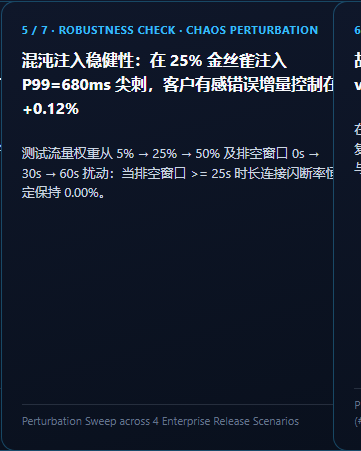 5 / 7 · ROBUSTNESS CHECK · CHAOS PERTURBATION
混沌注入稳健性：在 25% 金丝雀注入
P99=680ms 尖刺，客户有感错误增量控制在
+0.12%
测试流量权重从 5% → 25% → 50% 及排空窗口 0s →
30s → 60s 扰动：当排空窗口 >= 25s 时长连接闪断率恒
定保持 0.00%。
Perturbation Sweep across 4 Enterprise Release Scenarios
6
v
在
复
与
P
(#